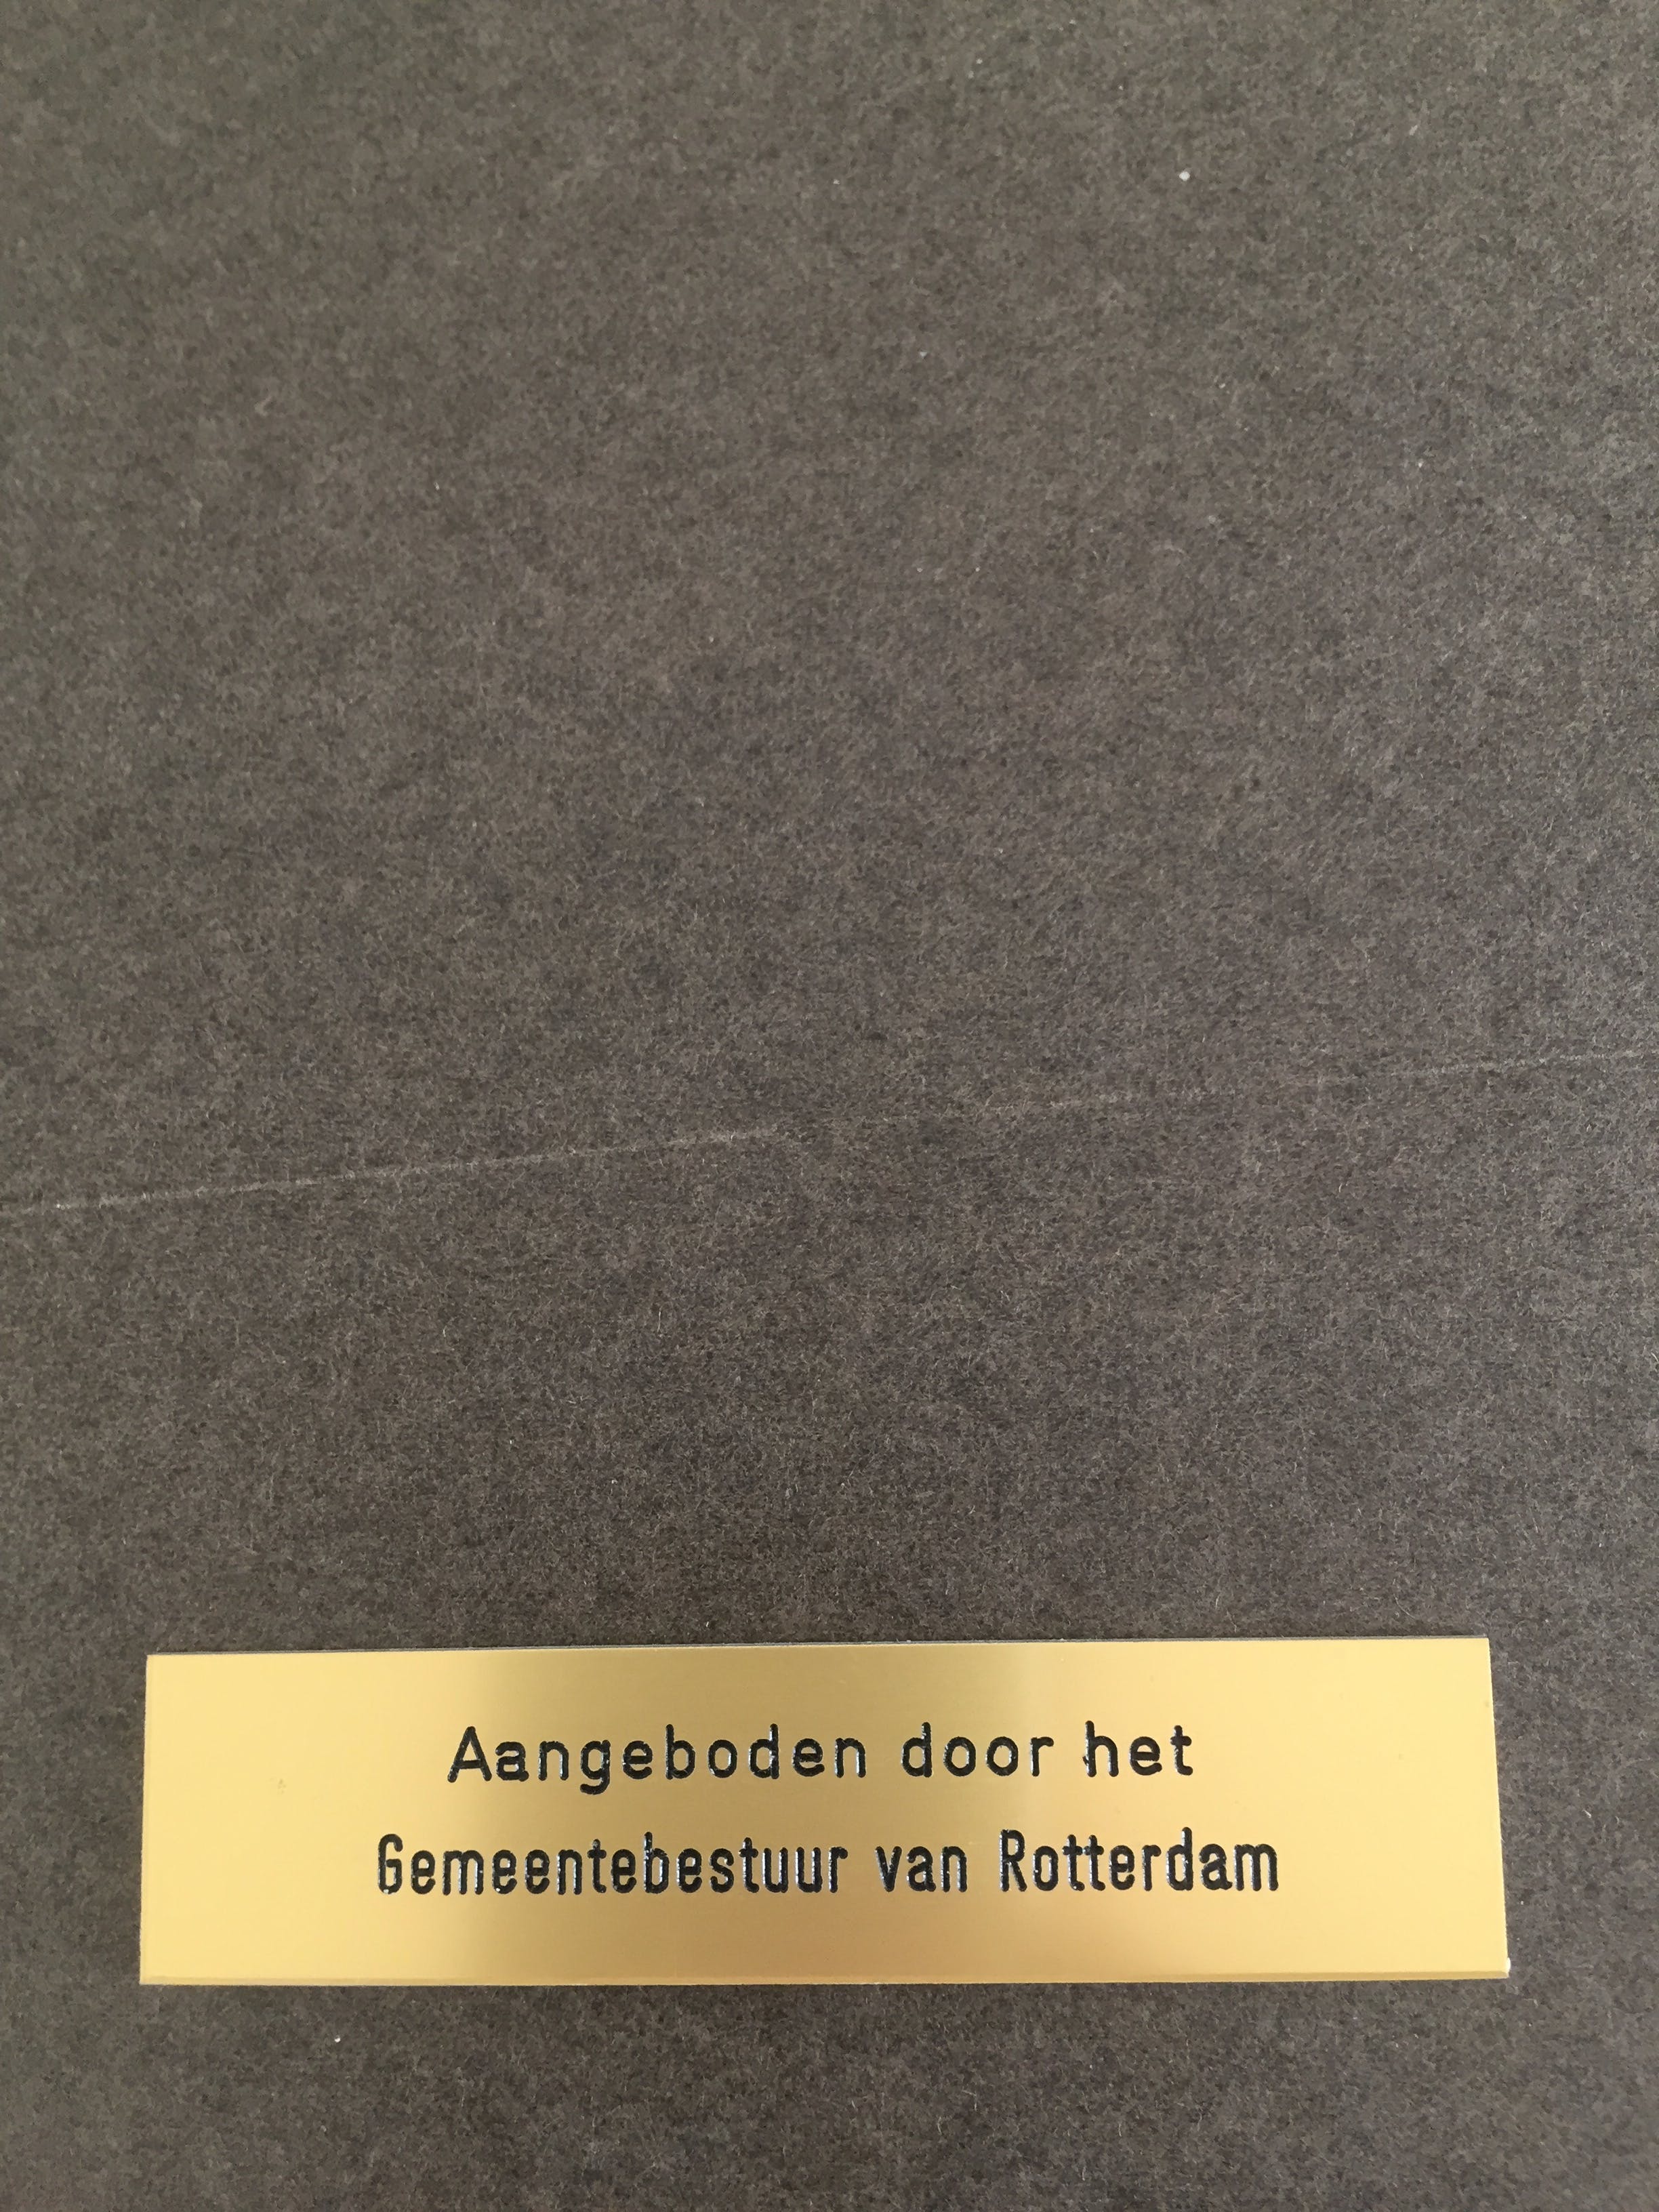 Aangeboden door het
Gemeentebestuur van Rotterdam